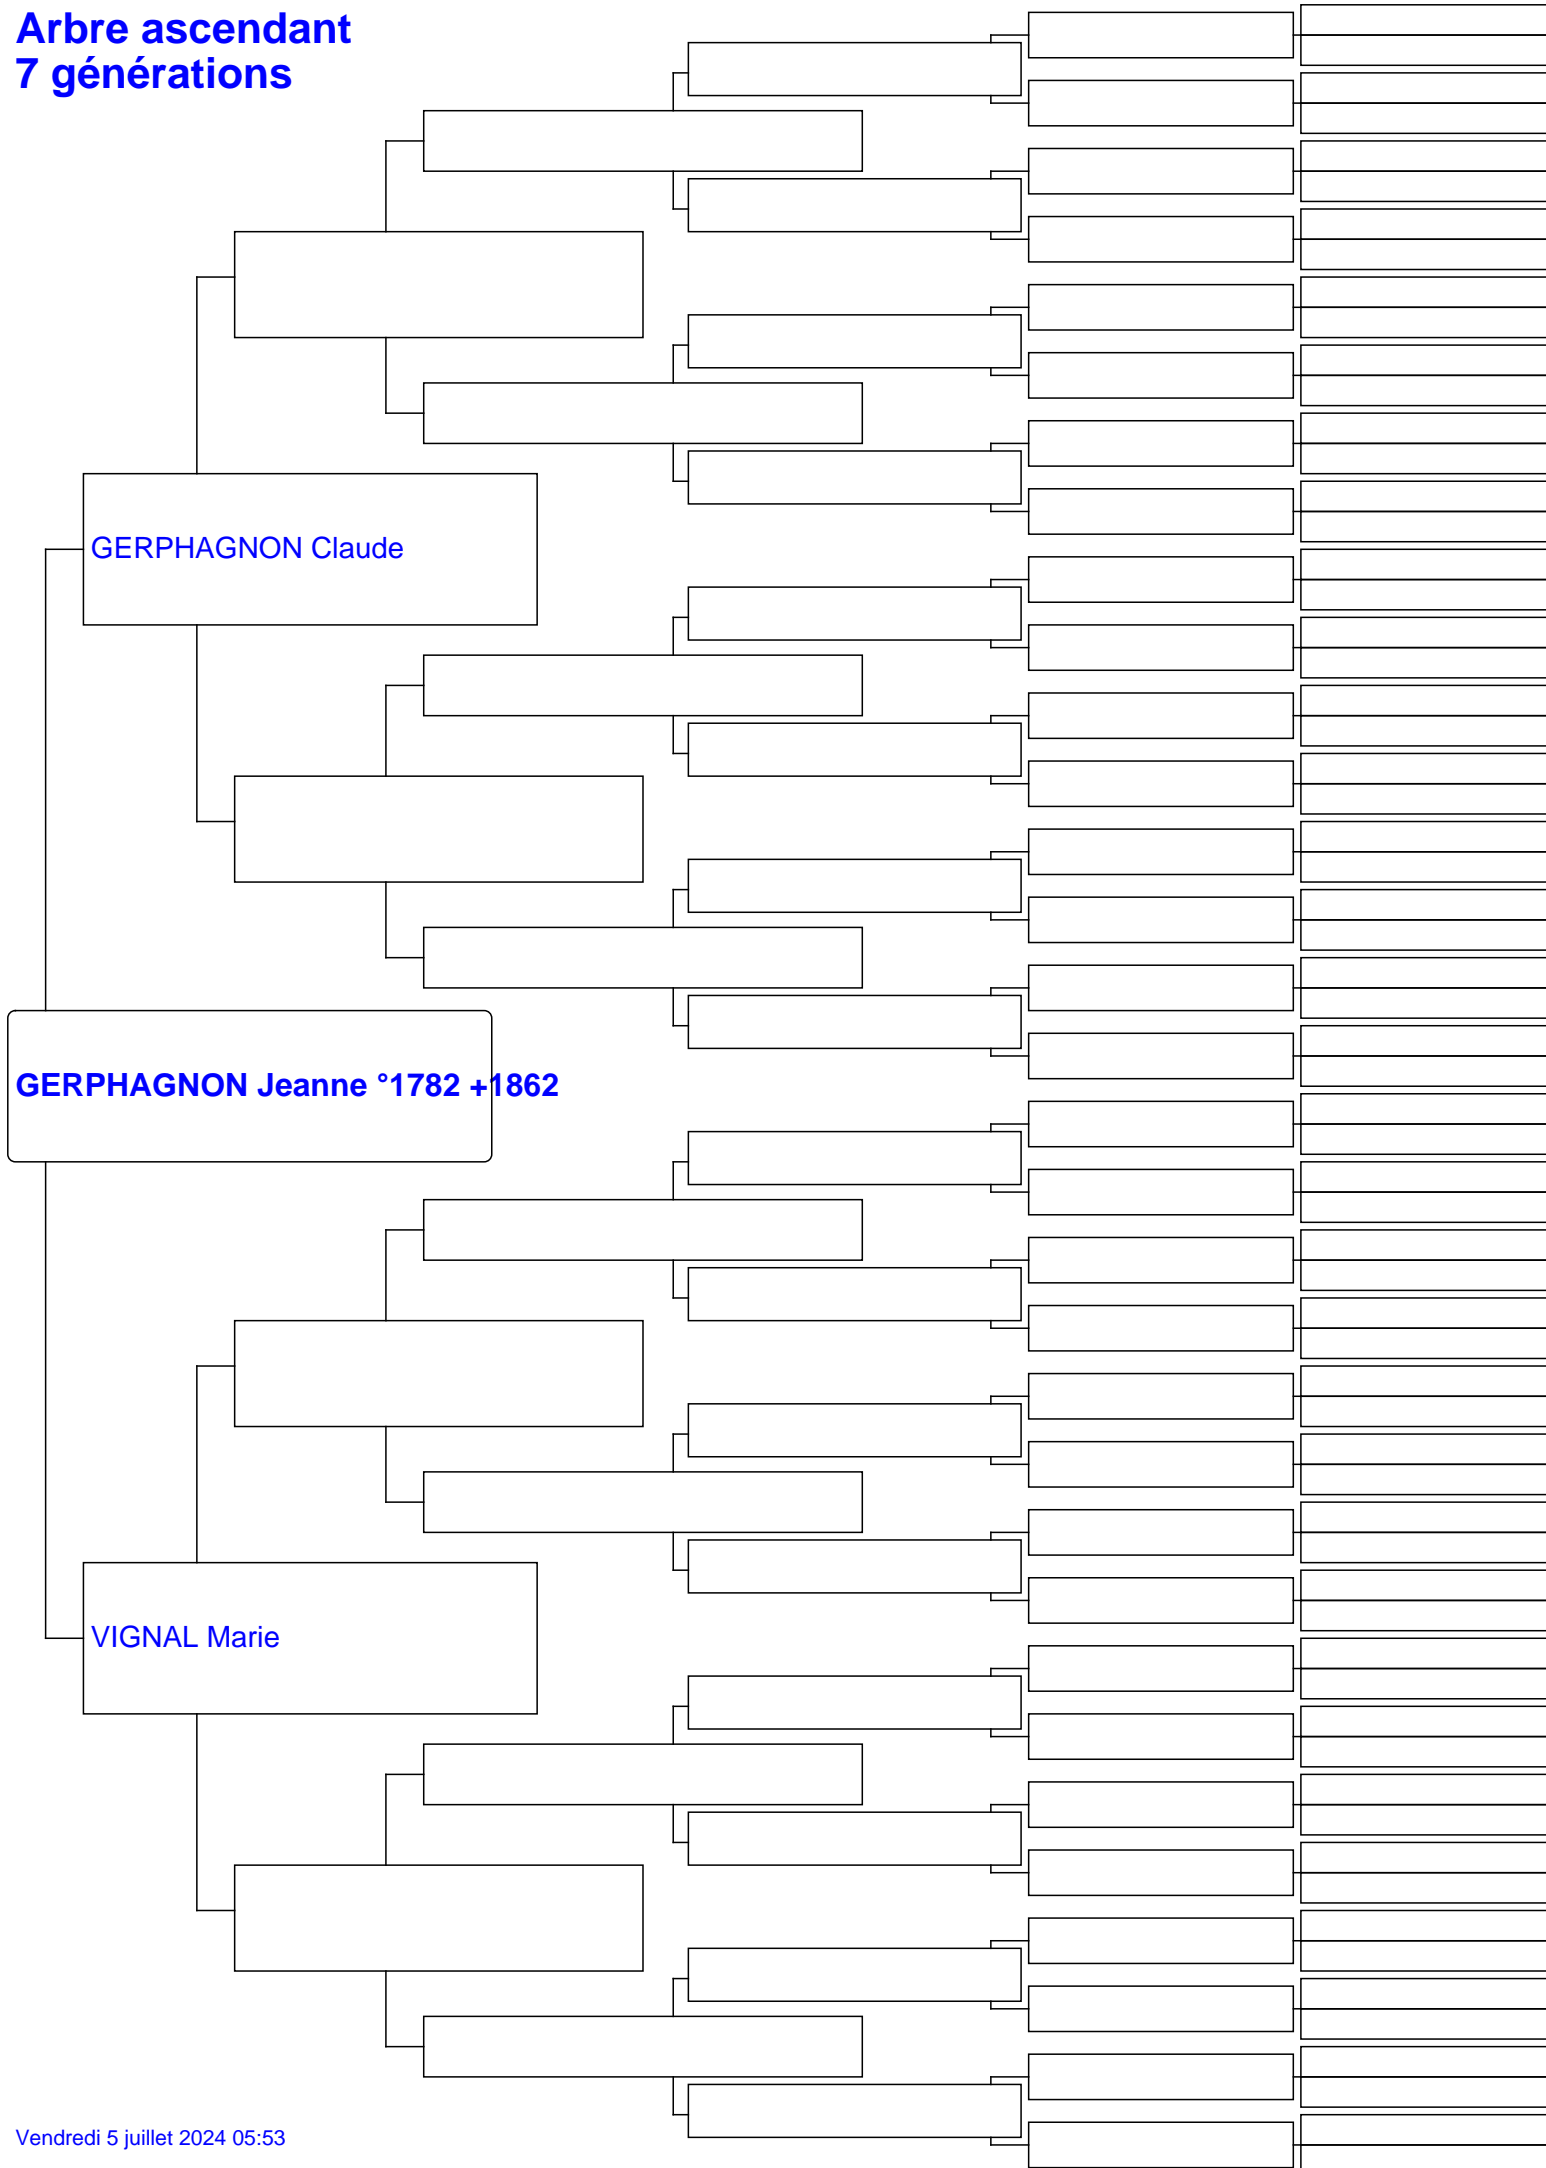 Arbre ascendant
7 générations
GERPHAGNON Claude
GERPHAGNON Jeanne °1782 +1862
VIGNAL Marie
Vendredi 5 juillet 2024 05:53